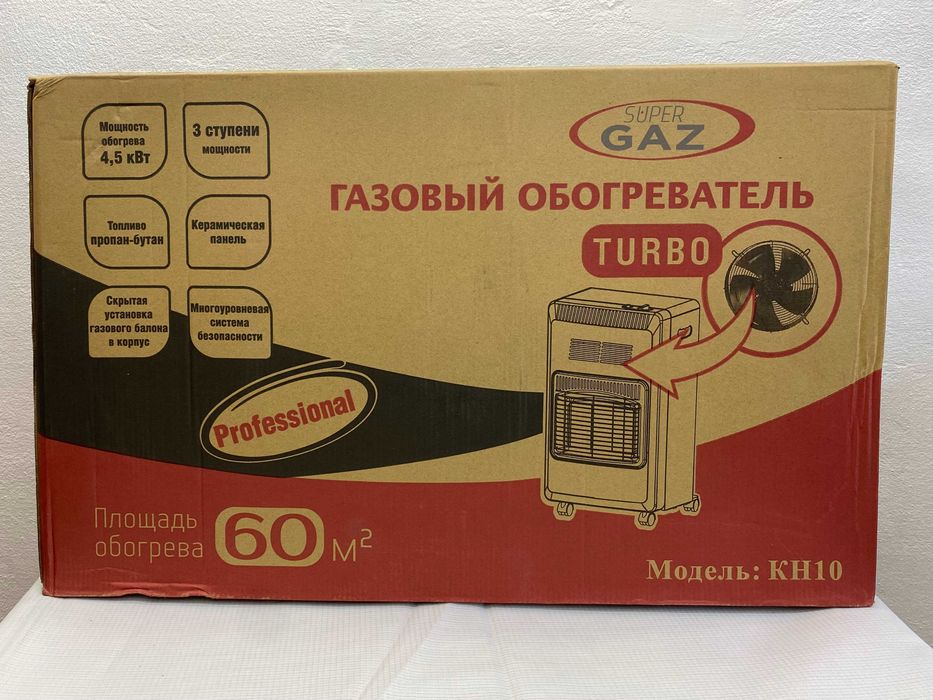 Мощность
обогрева
4,5 кВт
3 ступени
мощности
Топливо
пропан-бутан
Керамическая
панель
Скрытая
установка
газового балона
в корпус
Многоуровневая
система
безопасности
SUPER
GAZ
ГАЗОВЫЙ ОБОГРЕВАТЕЛЬ
TURBO
Professional
Площадь
обогрева
60 м²
Модель: КН10